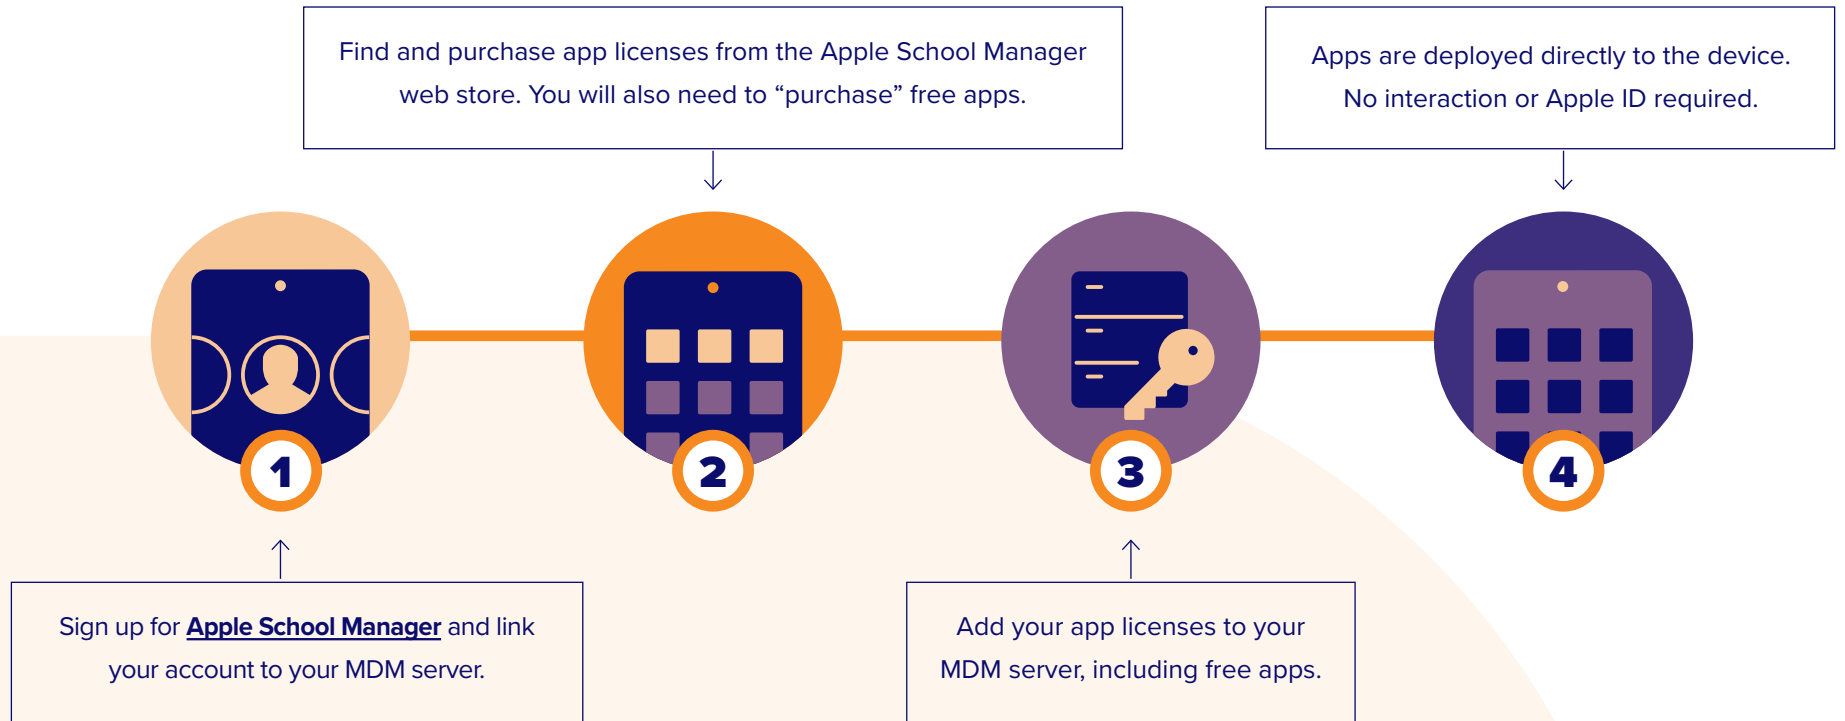 Find and purchase app licenses from the Apple School Manager
web store. You will also need to “purchase” free apps.
Apps are deployed directly to the device.
No interaction or Apple ID required.
1
2
3
4
Sign up for Apple School Manager and link
your account to your MDM server.
Add your app licenses to your
MDM server, including free apps.